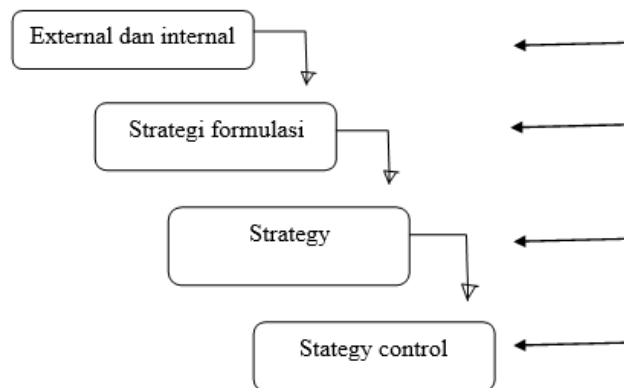 External dan internal
Strategi formulasi
Strategy
Stategy control